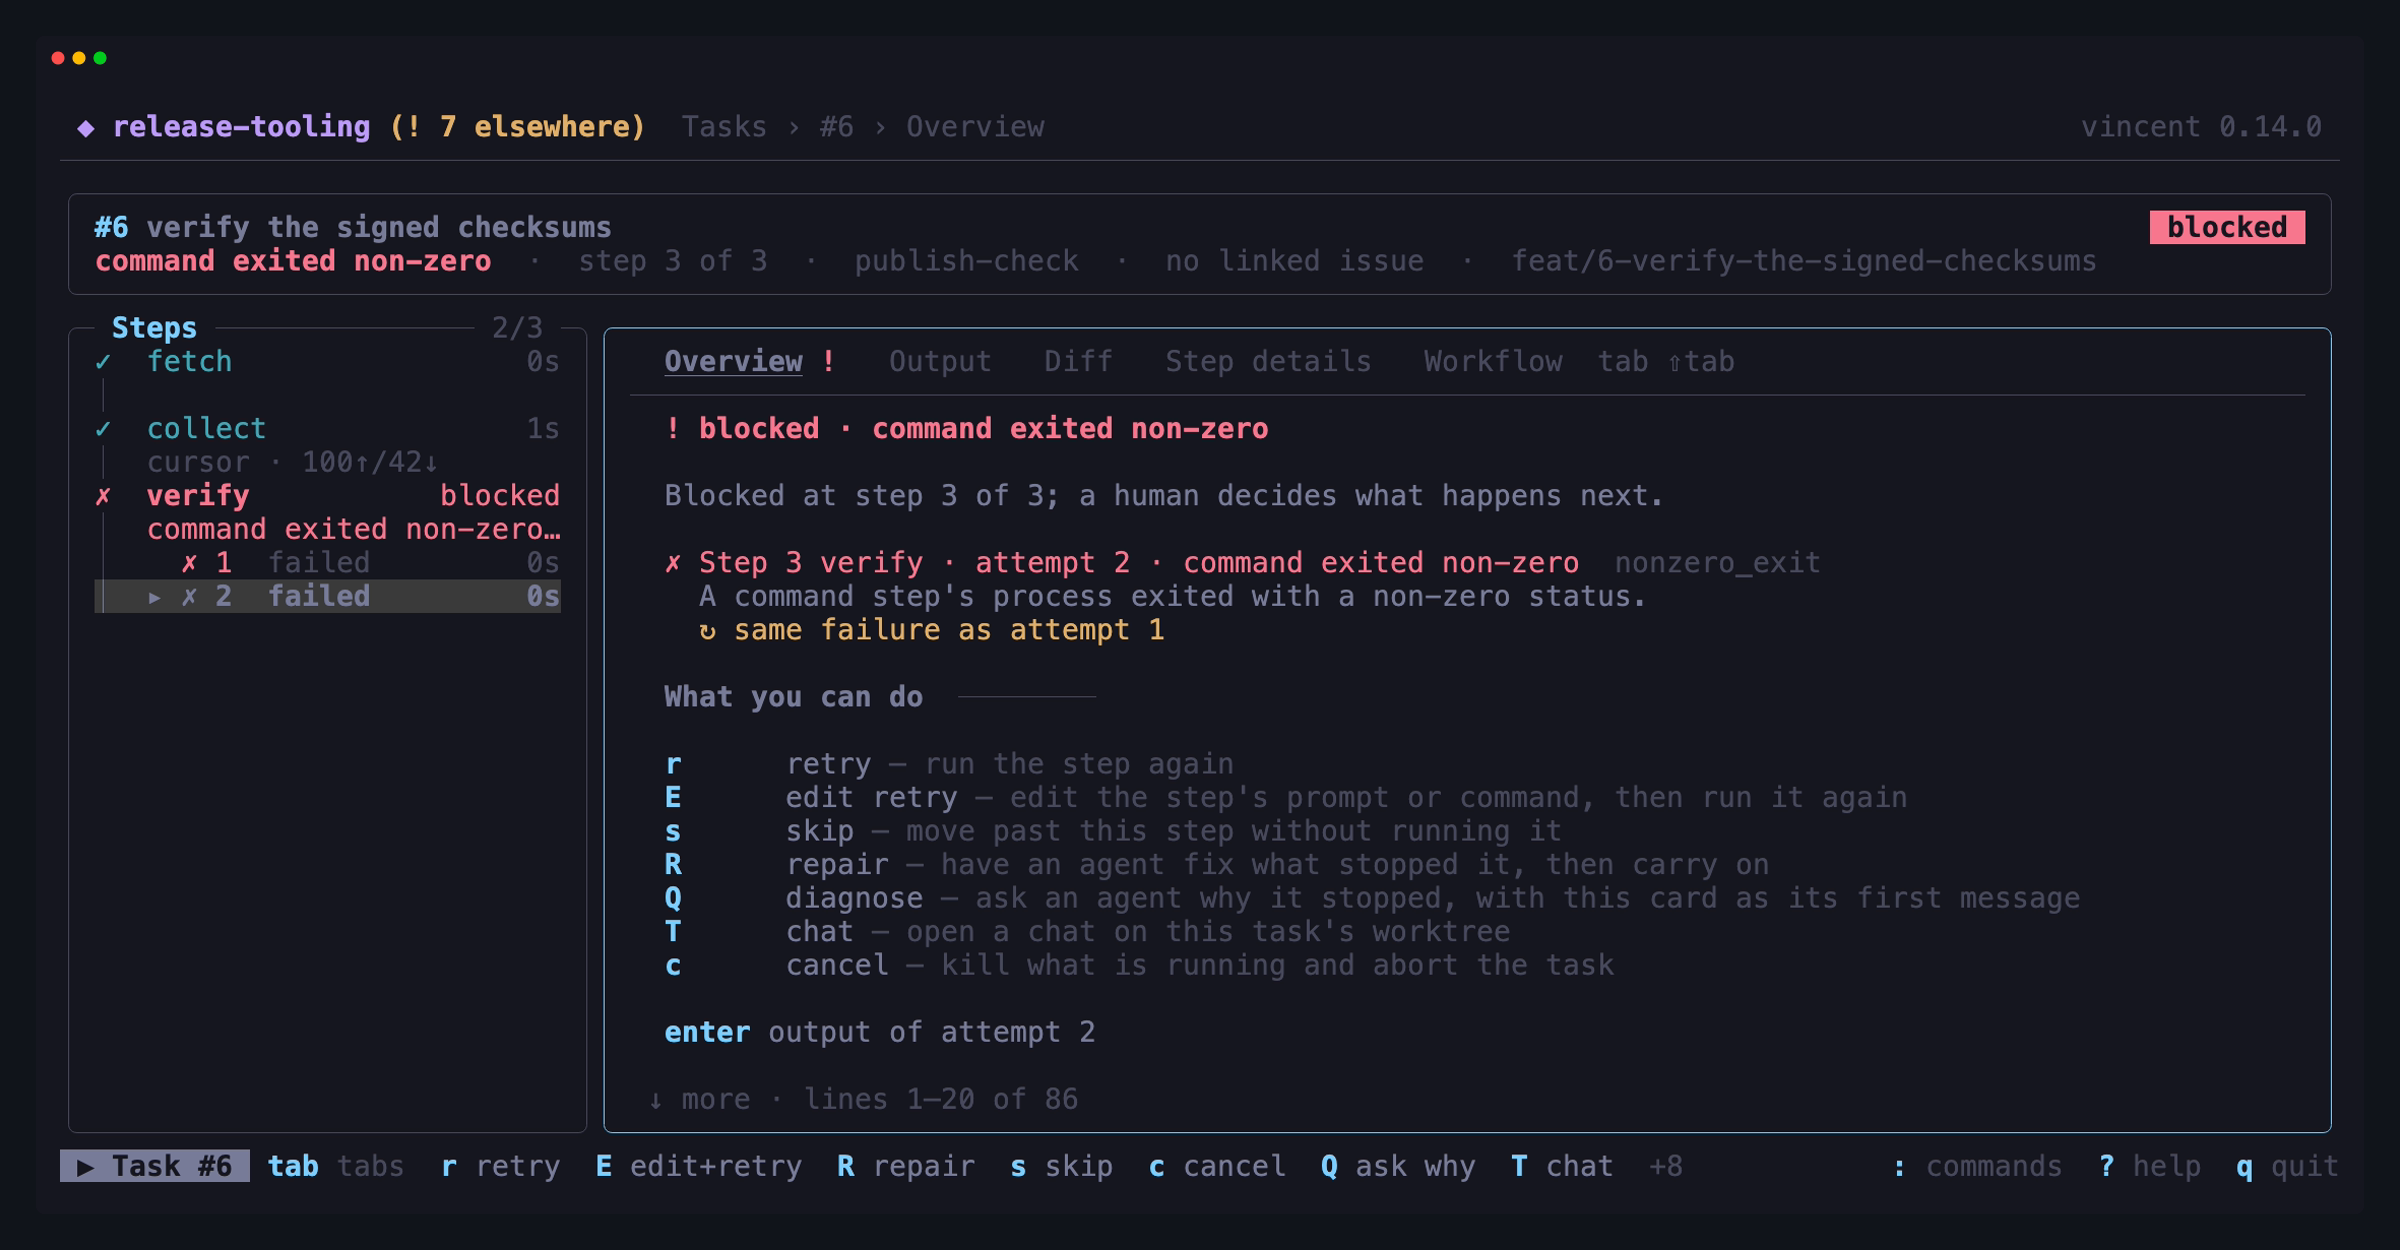 ◆ release-tooling (! 7 elsewhere)  Tasks › #6 › Overview  vincent 0.14.0
#6 verify the signed checksums  blocked
command exited non-zero · step 3 of 3 · publish-check · no linked issue · feat/6-verify-the-signed-checksums
Steps  2/3
✓ fetch  0s
✓ collect  1s
cursor · 100↑/42↓
✗ verify  blocked
command exited non-zero…
✗ 1 failed  0s
▸ ✗ 2 failed  0s
Overview !  Output  Diff  Step details  Workflow  tab ⇧tab
! blocked · command exited non-zero
Blocked at step 3 of 3; a human decides what happens next.
✗ Step 3 verify · attempt 2 · command exited non-zero  nonzero_exit
A command step's process exited with a non-zero status.
↻ same failure as attempt 1
What you can do
r  retry — run the step again
E  edit retry — edit the step's prompt or command, then run it again
s  skip — move past this step without running it
R  repair — have an agent fix what stopped it, then carry on
Q  diagnose — ask an agent why it stopped, with this card as its first message
T  chat — open a chat on this task's worktree
c  cancel — kill what is running and abort the task
enter output of attempt 2
↓ more · lines 1–20 of 86
▶ Task #6  tab tabs  r retry  E edit+retry  R repair  s skip  c cancel  Q ask why  T chat  +8  : commands  ? help  q quit